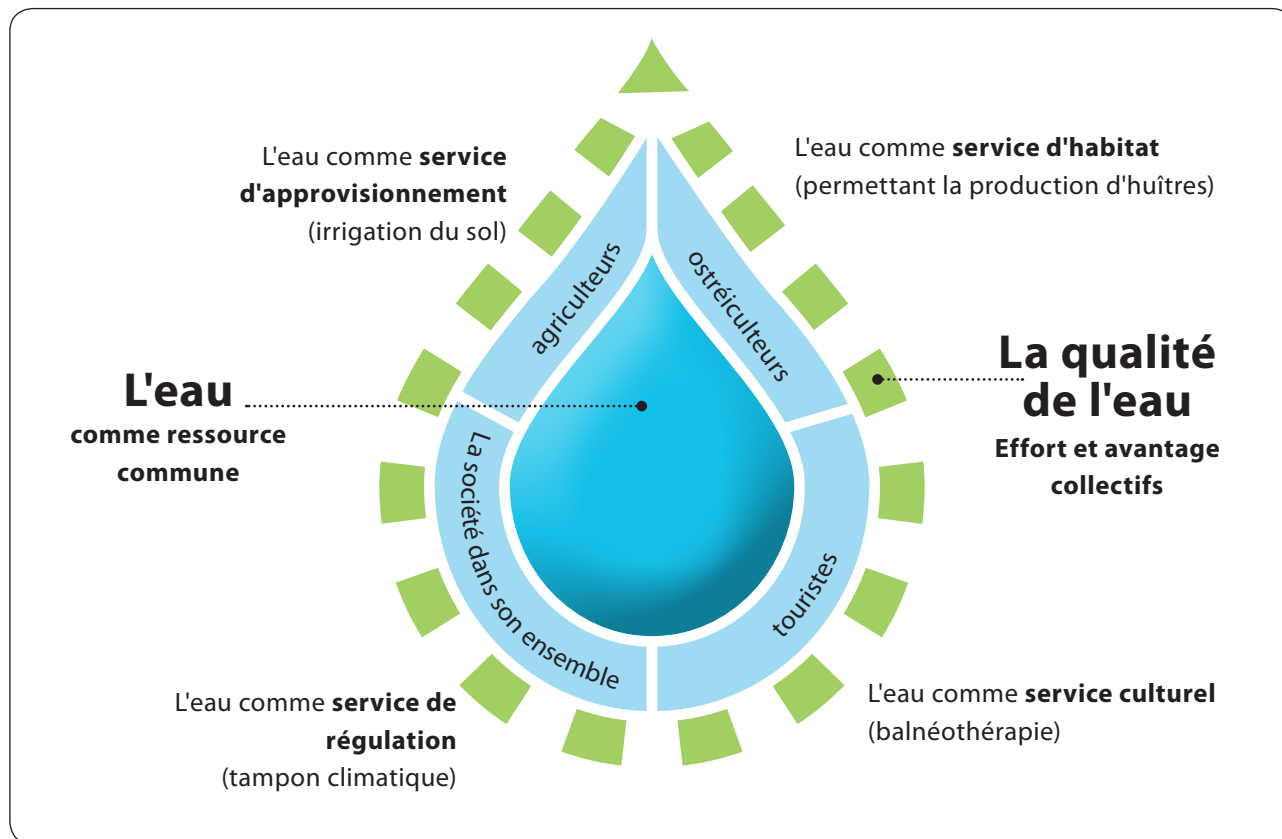 L'eau comme service
d'approvisionnement
(irrigation du sol)
L'eau comme service d'habitat
(permettant la production d'huîtres)
agriculteurs
ostréiculteurs
L'eau
comme ressource
commune
La qualité
de l'eau
Effort et avantage
collectifs
La société dans son ensemble
touristes
L'eau comme service de
régulation
(tampon climatique)
L'eau comme service culturel
(balnéothérapie)